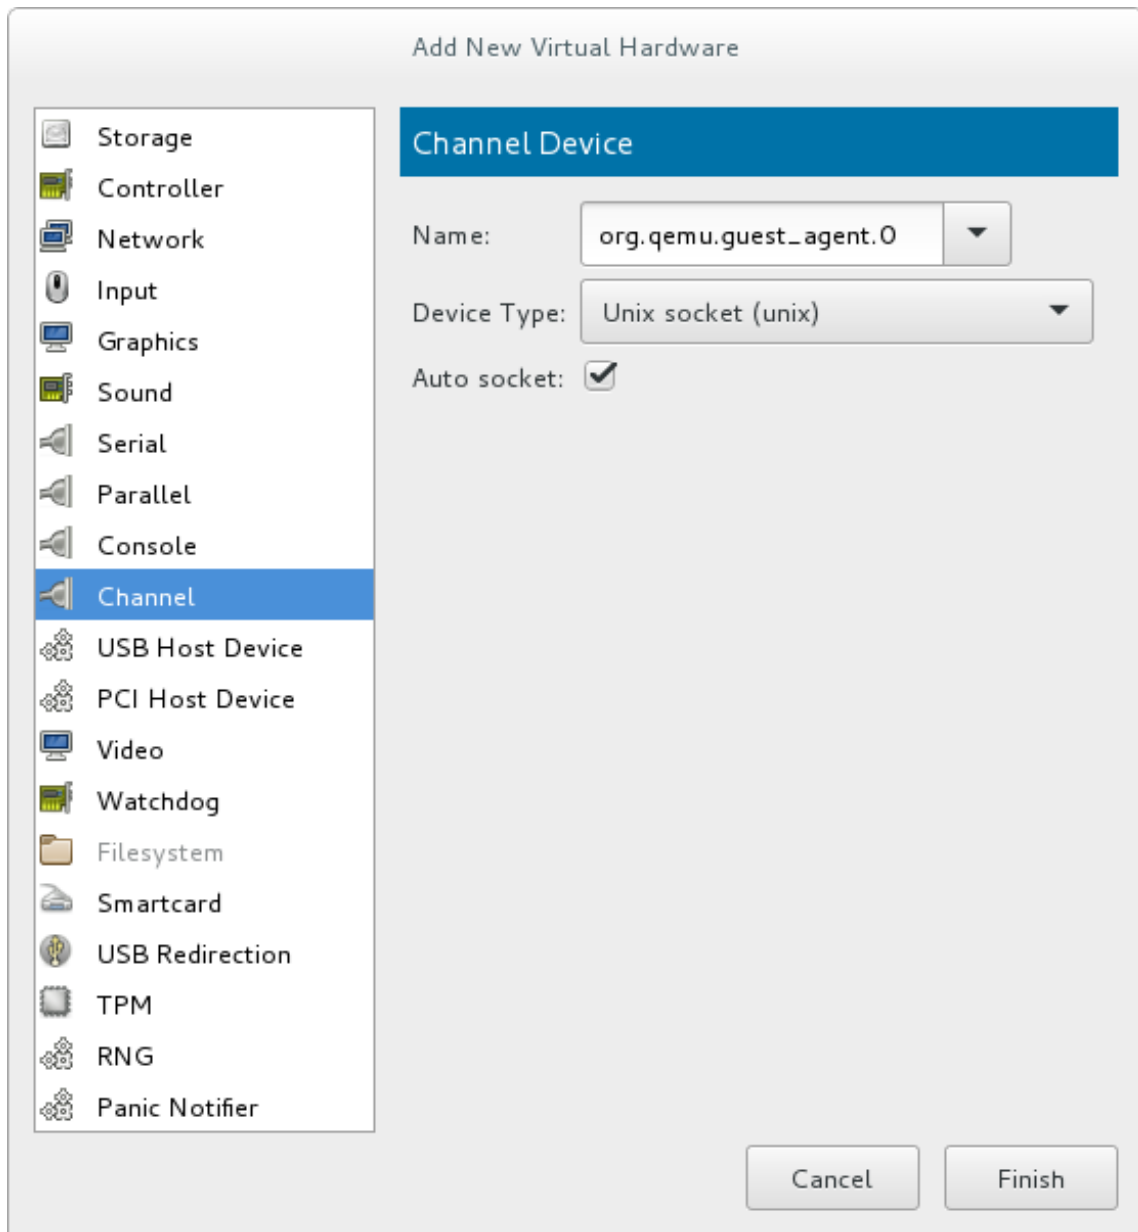 Add New Virtual Hardware
Storage
Controller
Network
Input
Graphics
Sound
Serial
Parallel
Console
Channel
USB Host Device
PCI Host Device
Video
Watchdog
Filesystem
Smartcard
USB Redirection
TPM
RNG
Panic Notifier
Channel Device
Name: org.qemu.guest_agent.0
Device Type: Unix socket (unix)
Auto socket:
Cancel Finish